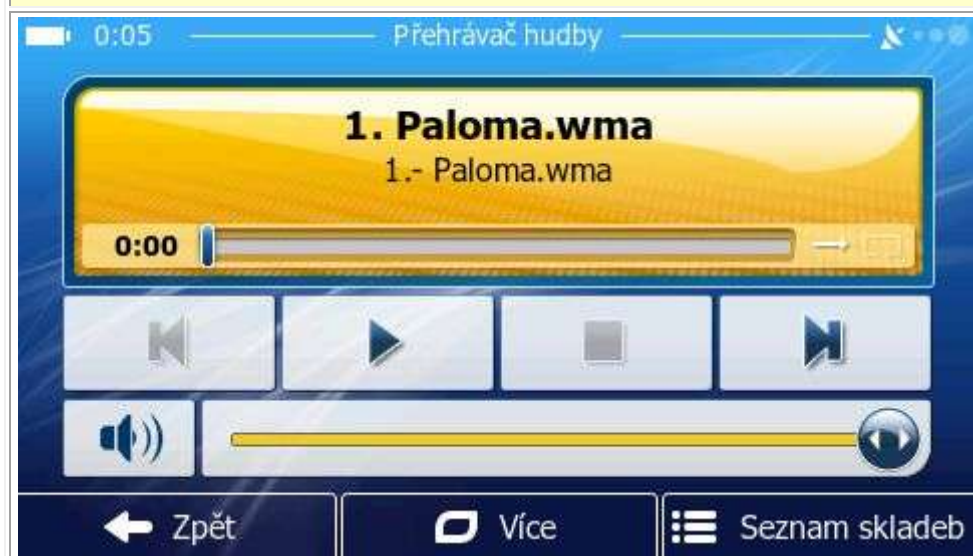 0:05 Přehrávač hudby
1. Paloma.wma
1.- Paloma.wma
0:00
Zpět Více Seznam skladeb